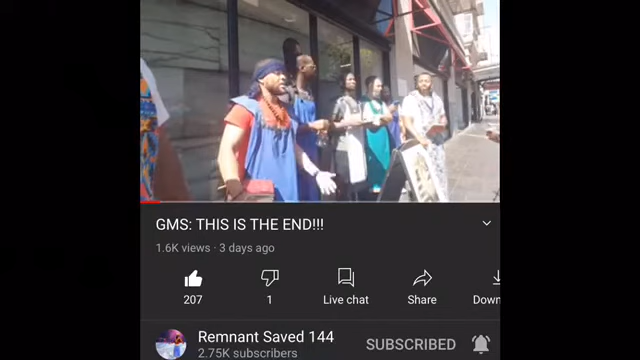 GMS: THIS IS THE END!!!
1.6K views · 3 days ago
207
1
Live chat
Share
Down
Remnant Saved 144
2.75K subscribers
SUBSCRIBED